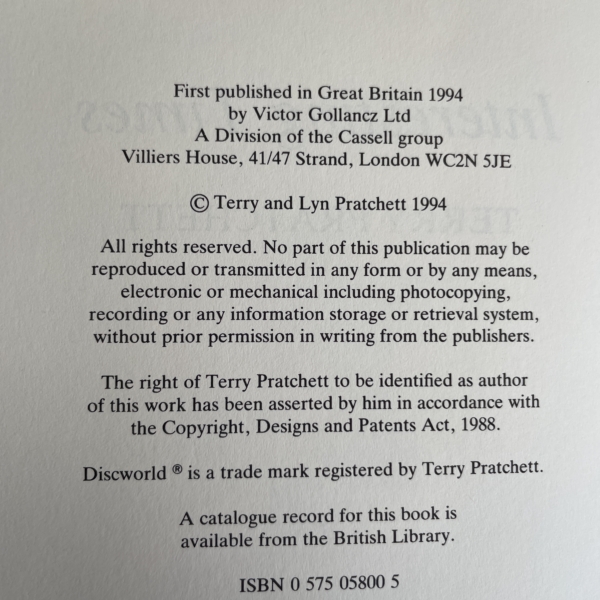 First published in Great Britain 1994
by Victor Gollancz Ltd
A Division of the Cassell group
Villiers House, 41/47 Strand, London WC2N 5JE
© Terry and Lyn Pratchett 1994
All rights reserved. No part of this publication may be
reproduced or transmitted in any form or by any means,
electronic or mechanical including photocopying,
recording or any information storage or retrieval system,
without prior permission in writing from the publishers.
The right of Terry Pratchett to be identified as author
of this work has been asserted by him in accordance with
the Copyright, Designs and Patents Act, 1988.
Discworld ® is a trade mark registered by Terry Pratchett.
A catalogue record for this book is
available from the British Library.
ISBN 0 575 05800 5